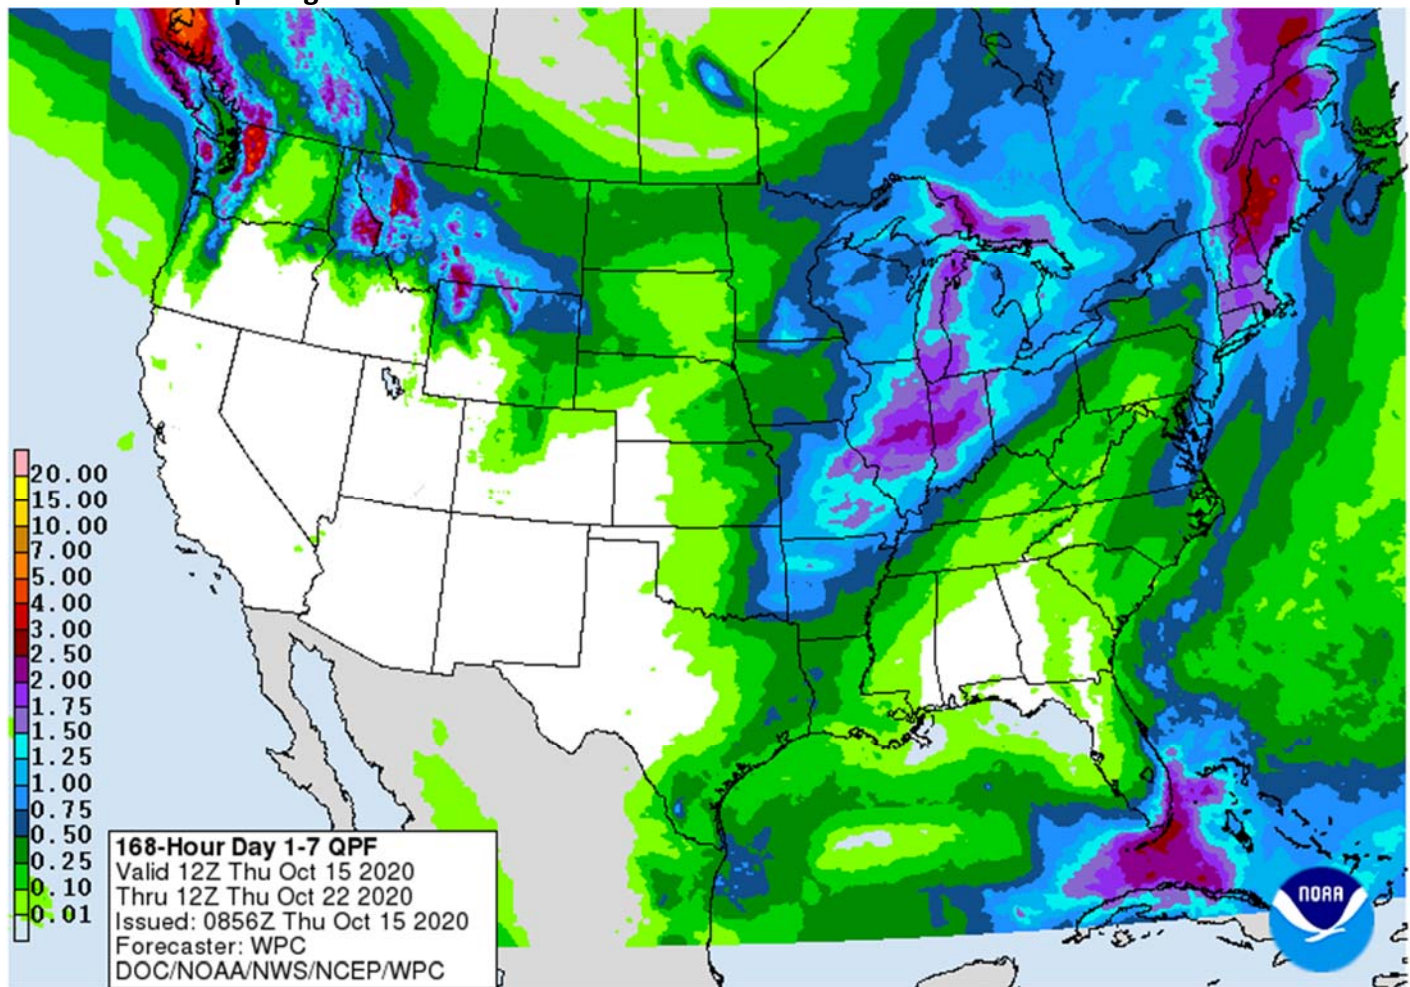 20.00
15.00
10.00
7.00
5.00
4.00
3.00
2.50
2.00
1.75
1.50
1.25
1.00
0.75
0.50
0.25
0.10
0.01
168-Hour Day 1-7 QPF
Valid 12Z Thu Oct 15 2020
Thru 12Z Thu Oct 22 2020
Issued: 0856Z Thu Oct 15 2020
Forecaster: WPC
DOC/NOAA/NWS/NCEP/WPC
NOAA